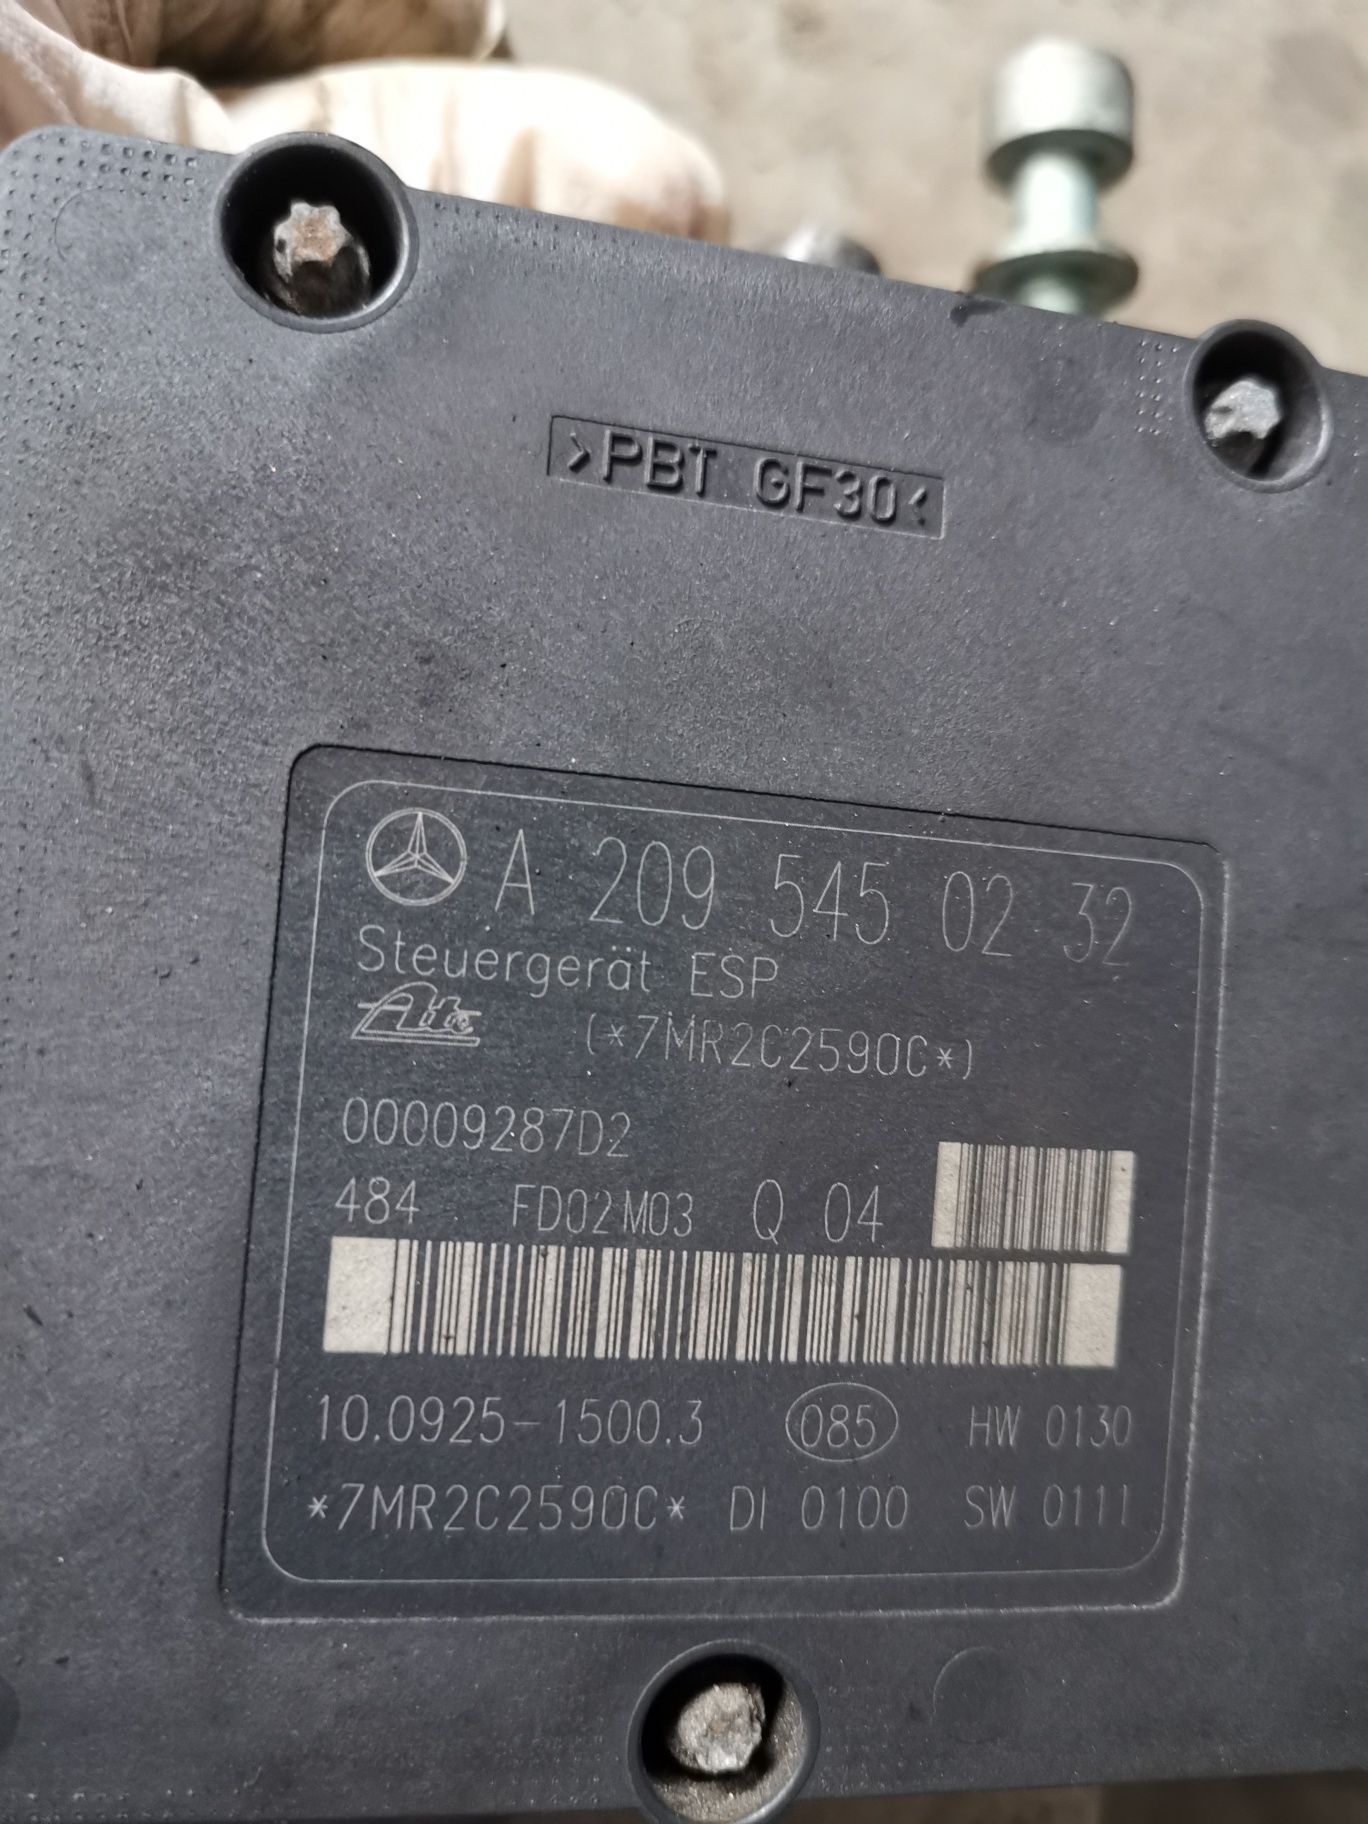 >PBT GF30<
A 209 545 02 32
Steuergerät ESP
Ate (*7MR2C2590C*)
00009287D2
484 FD02M03 Q 04
10.0925-1500.3 085 HW 0130
*7MR2C2590C* DI 0100 SW 0111